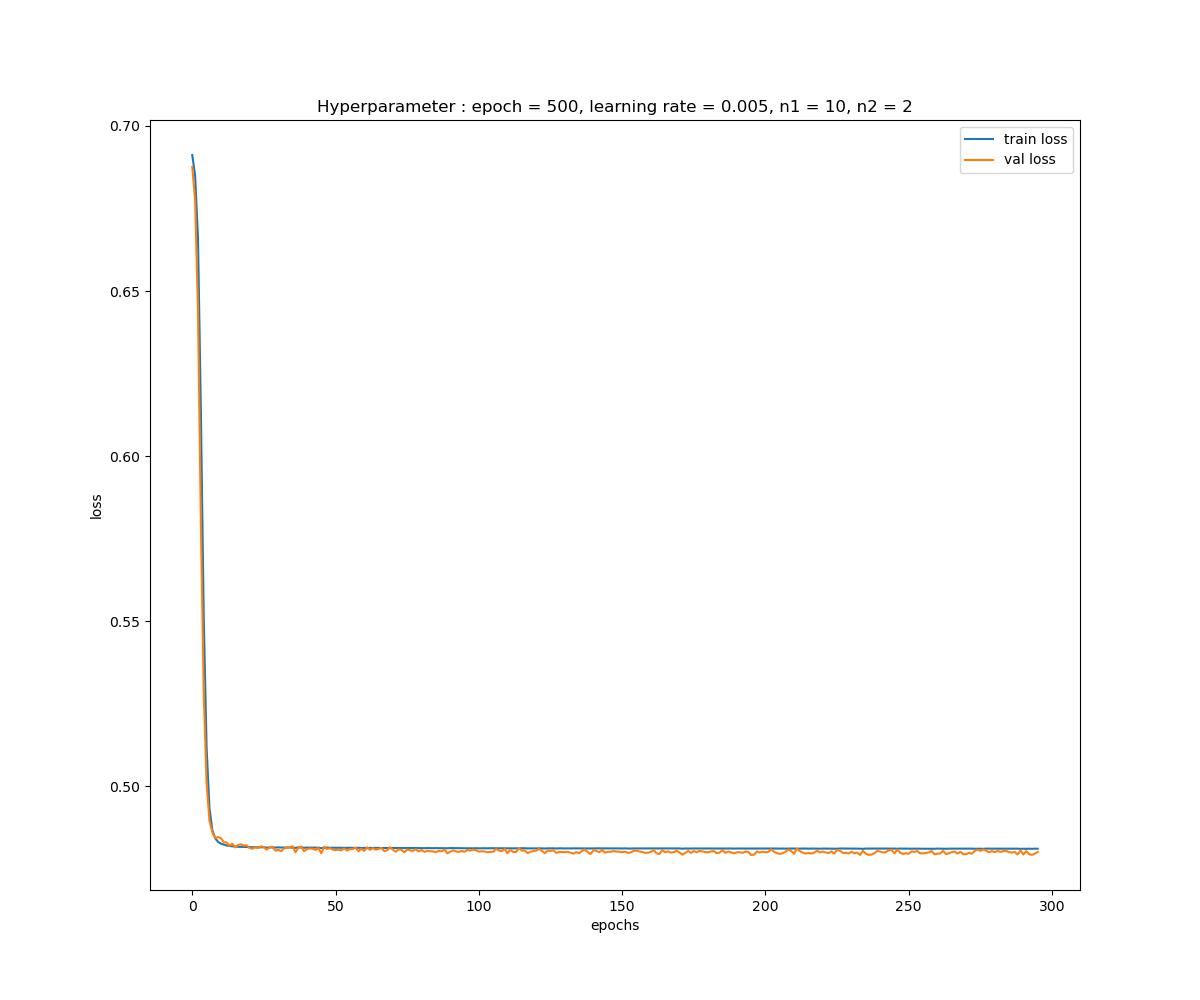 Hyperparameter : epoch = 500, learning rate = 0.005, n1 = 10, n2 = 2
train loss
val loss
0.70
0.65
0.60
0.55
0.50
loss
0 50 100 150 200 250 300
epochs